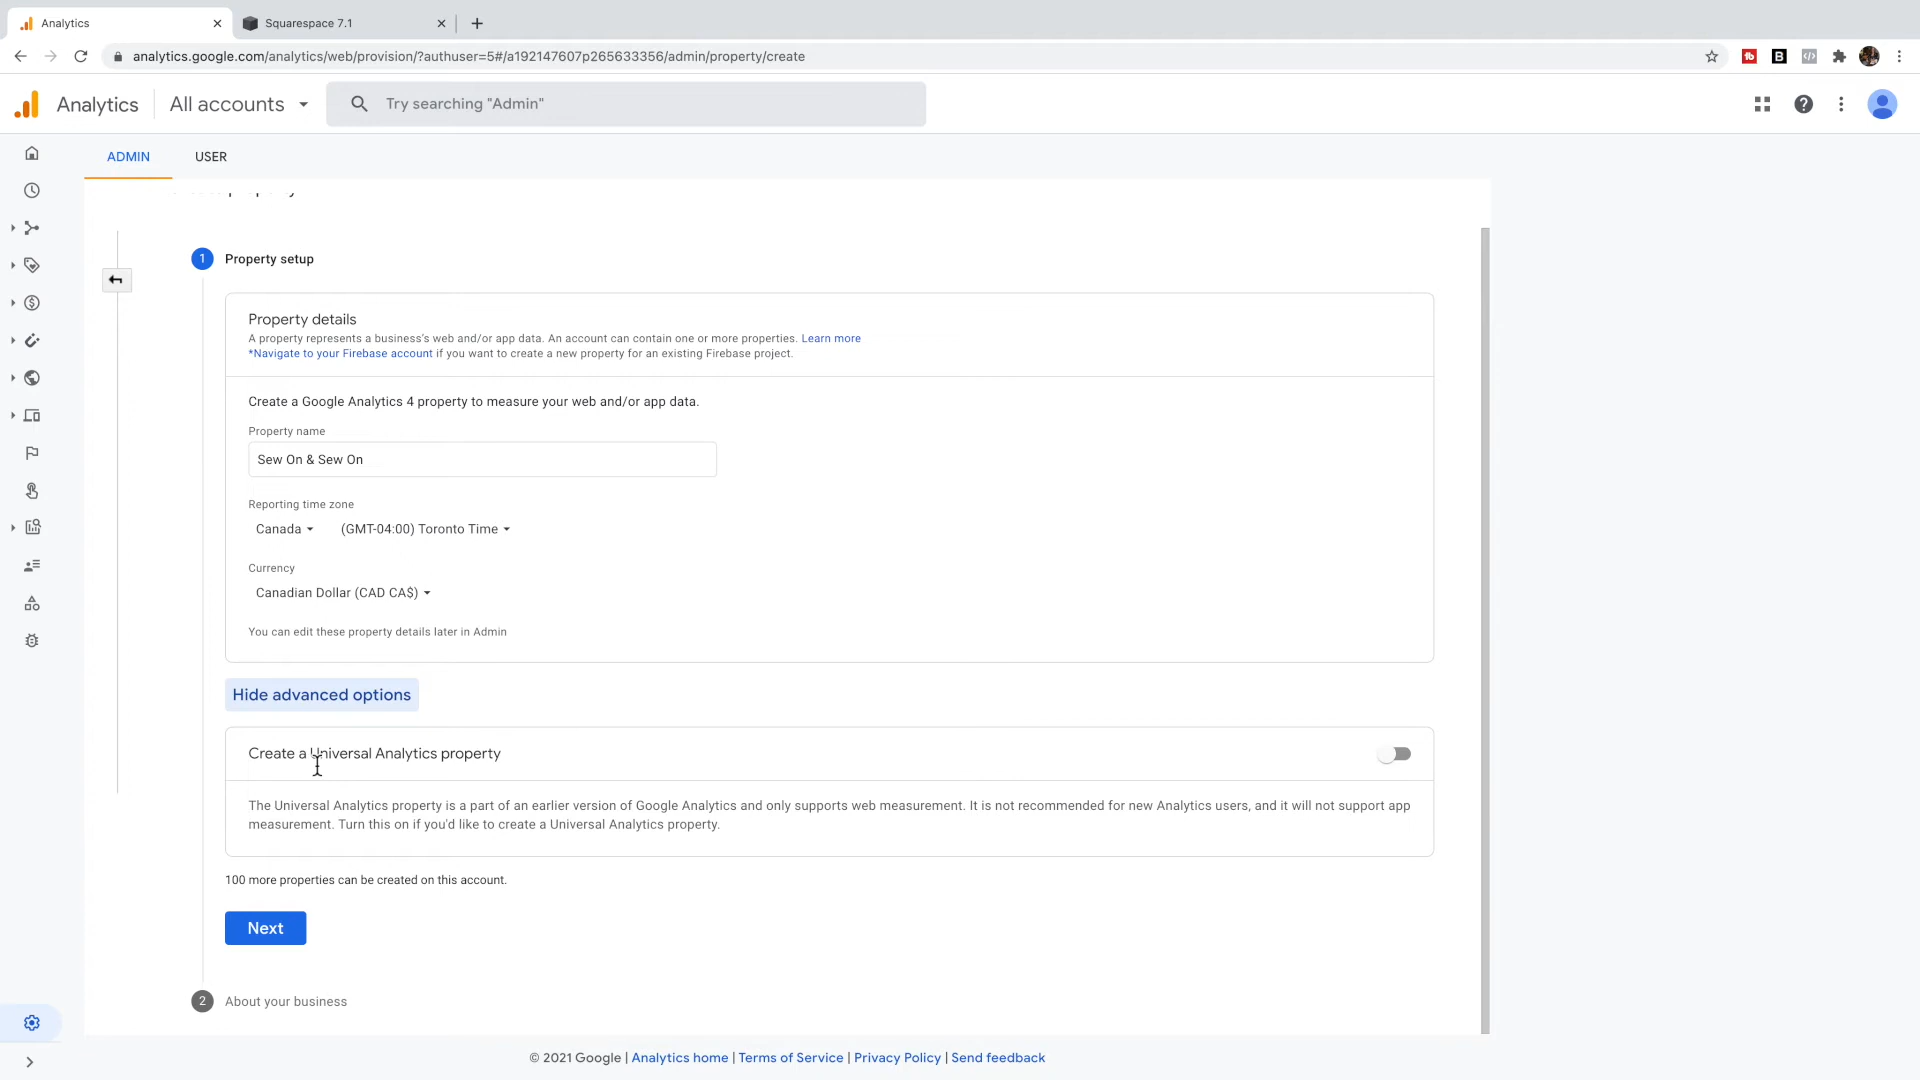 Analytics
Squarespace 7.1
analytics.google.com/analytics/web/provision/?authuser=5#/a192147607p265633356/admin/property/create
Analytics
All accounts
Try searching "Admin"
ADMIN
USER
1
Property setup
Property details
A property represents a business's web and/or app data. An account can contain one or more properties. Learn more
*Navigate to your Firebase account if you want to create a new property for an existing Firebase project.
Create a Google Analytics 4 property to measure your web and/or app data.
Property name
Sew On & Sew On
Reporting time zone
Canada (GMT-04:00) Toronto Time
Currency
Canadian Dollar (CAD CA$)
You can edit these property details later in Admin
Hide advanced options
Create a Universal Analytics property
The Universal Analytics property is a part of an earlier version of Google Analytics and only supports web measurement. It is not recommended for new Analytics users, and it will not support app
measurement. Turn this on if you'd like to create a Universal Analytics property.
100 more properties can be created on this account.
Next
2
About your business
© 2021 Google | Analytics home | Terms of Service | Privacy Policy | Send feedback